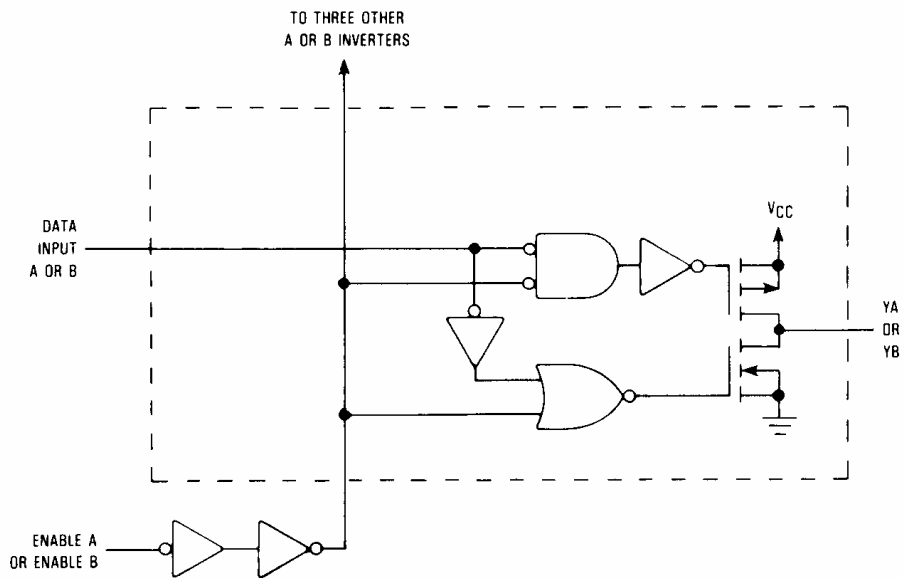 TO THREE OTHER
A OR B INVERTERS
DATA
INPUT
A OR B
VCC
YA
OR
YB
ENABLE A
OR ENABLE B